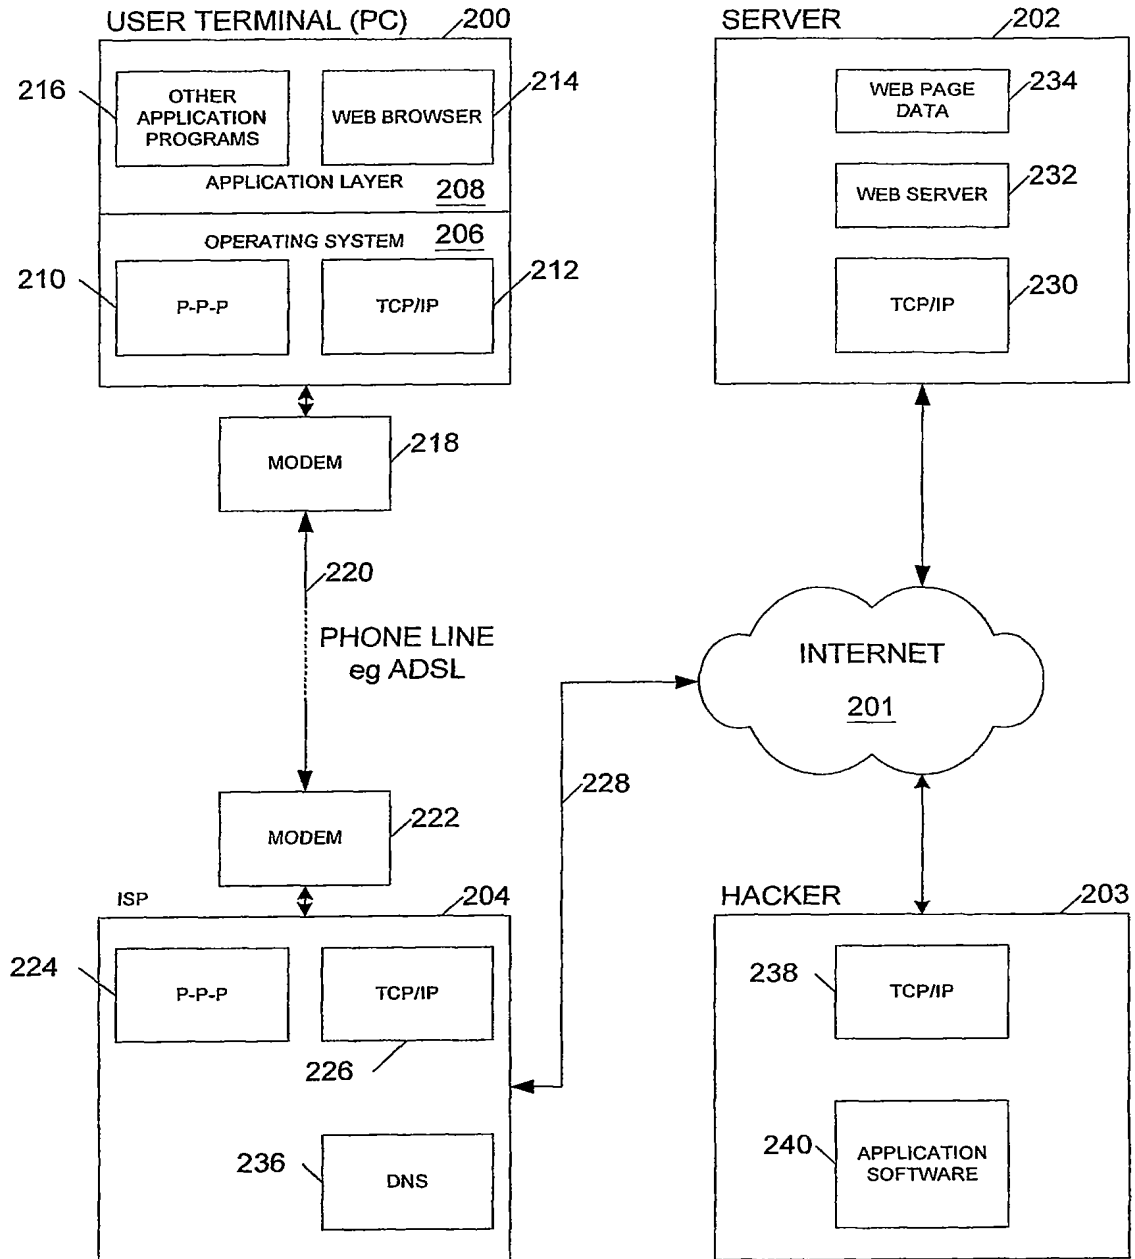 USER TERMINAL (PC)
200
216
OTHER
APPLICATION
PROGRAMS
WEB BROWSER
214
APPLICATION LAYER
208
OPERATING SYSTEM
206
210
P-P-P
TCP/IP
212
MODEM
218
220
PHONE LINE
eg ADSL
MODEM
222
ISP
204
224
P-P-P
TCP/IP
226
236
DNS
228
SERVER
202
WEB PAGE
DATA
234
WEB SERVER
232
TCP/IP
230
INTERNET
201
HACKER
203
238
TCP/IP
240
APPLICATION
SOFTWARE